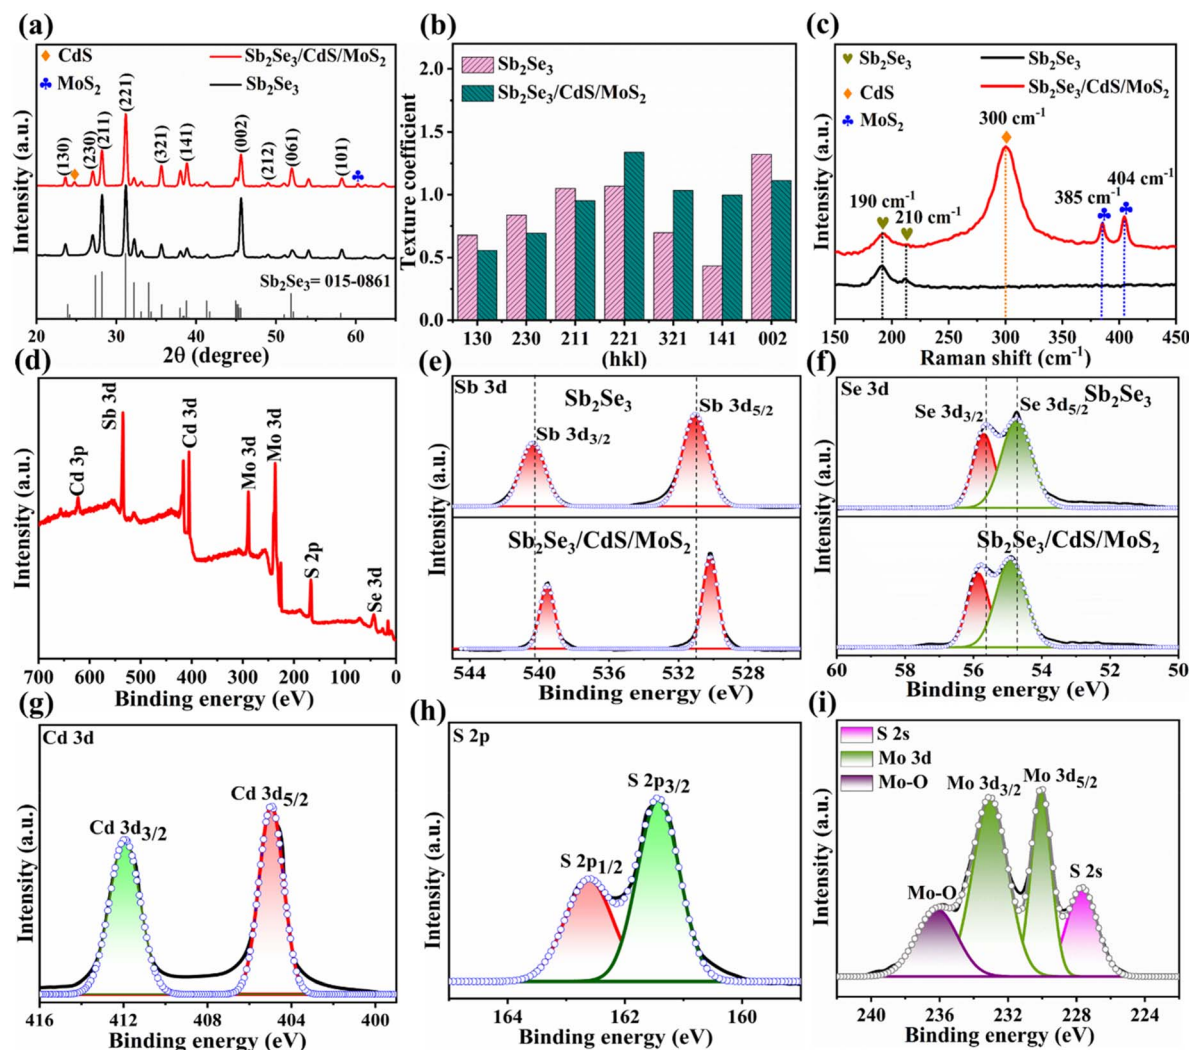 (a)
CdS
MoS₂
Sb₂Se₃/CdS/MoS₂
Sb₂Se₃
(130)
(230)
(211)
(221)
(321)
(141)
(002)
(212)
(061)
(101)
Sb₂Se₃= 015-0861
Intensity (a.u.)
20 30 40 50 60
2θ (degree)
(b)
Sb₂Se₃
Sb₂Se₃/CdS/MoS₂
Texture coefficient
2.0
1.5
1.0
0.5
0.0
130 230 211 221 321 141 002
(hkl)
(c)
Sb₂Se₃
CdS
MoS₂
Sb₂Se₃
Sb₂Se₃/CdS/MoS₂
300 cm⁻¹
190 cm⁻¹
210 cm⁻¹
385 cm⁻¹
404 cm⁻¹
Intensity (a.u.)
150 200 250 300 350 400 450
Raman shift (cm⁻¹)
(d)
Cd 3p
Sb 3d
Cd 3d
Mo 3d
Mo 3d
S 2p
Se 3d
Intensity (a.u.)
700 600 500 400 300 200 100 0
Binding energy (eV)
(e)
Sb 3d
Sb₂Se₃
Sb 3d₃/₂
Sb 3d₅/₂
Sb₂Se₃/CdS/MoS₂
Intensity (a.u.)
544 540 536 532 528
Binding energy (eV)
(f)
Se 3d
Sb₂Se₃
Se 3d₃/₂
Se 3d₅/₂
Sb₂Se₃/CdS/MoS₂
Intensity (a.u.)
60 58 56 54 52 50
Binding energy (eV)
(g)
Cd 3d
Cd 3d₃/₂
Cd 3d₅/₂
Intensity (a.u.)
416 412 408 404 400
Binding energy (eV)
(h)
S 2p
S 2p₁/₂
S 2p₃/₂
Intensity (a.u.)
164 162 160
Binding energy (eV)
(i)
S 2s
Mo 3d
Mo-O
Mo-O
Mo 3d₃/₂
Mo 3d₅/₂
S 2s
Intensity (a.u.)
240 236 232 228 224
Binding energy (eV)